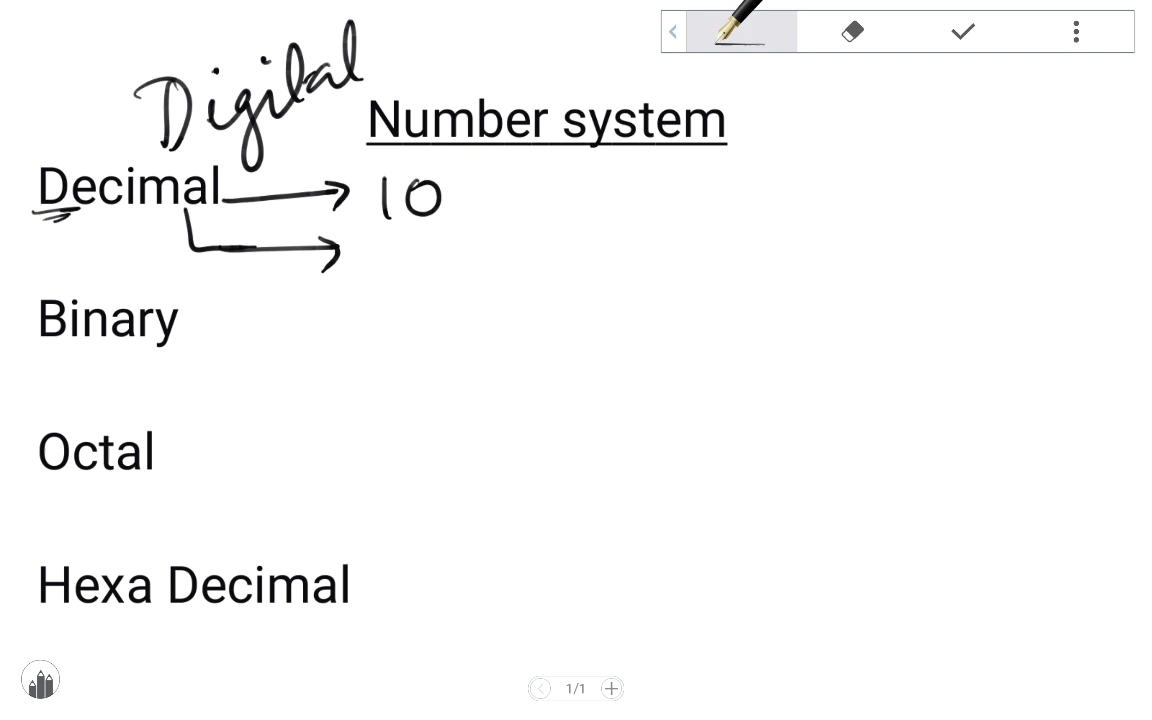 Digital
Number system
Decimal 10
Binary
Octal
Hexa Decimal
1/1